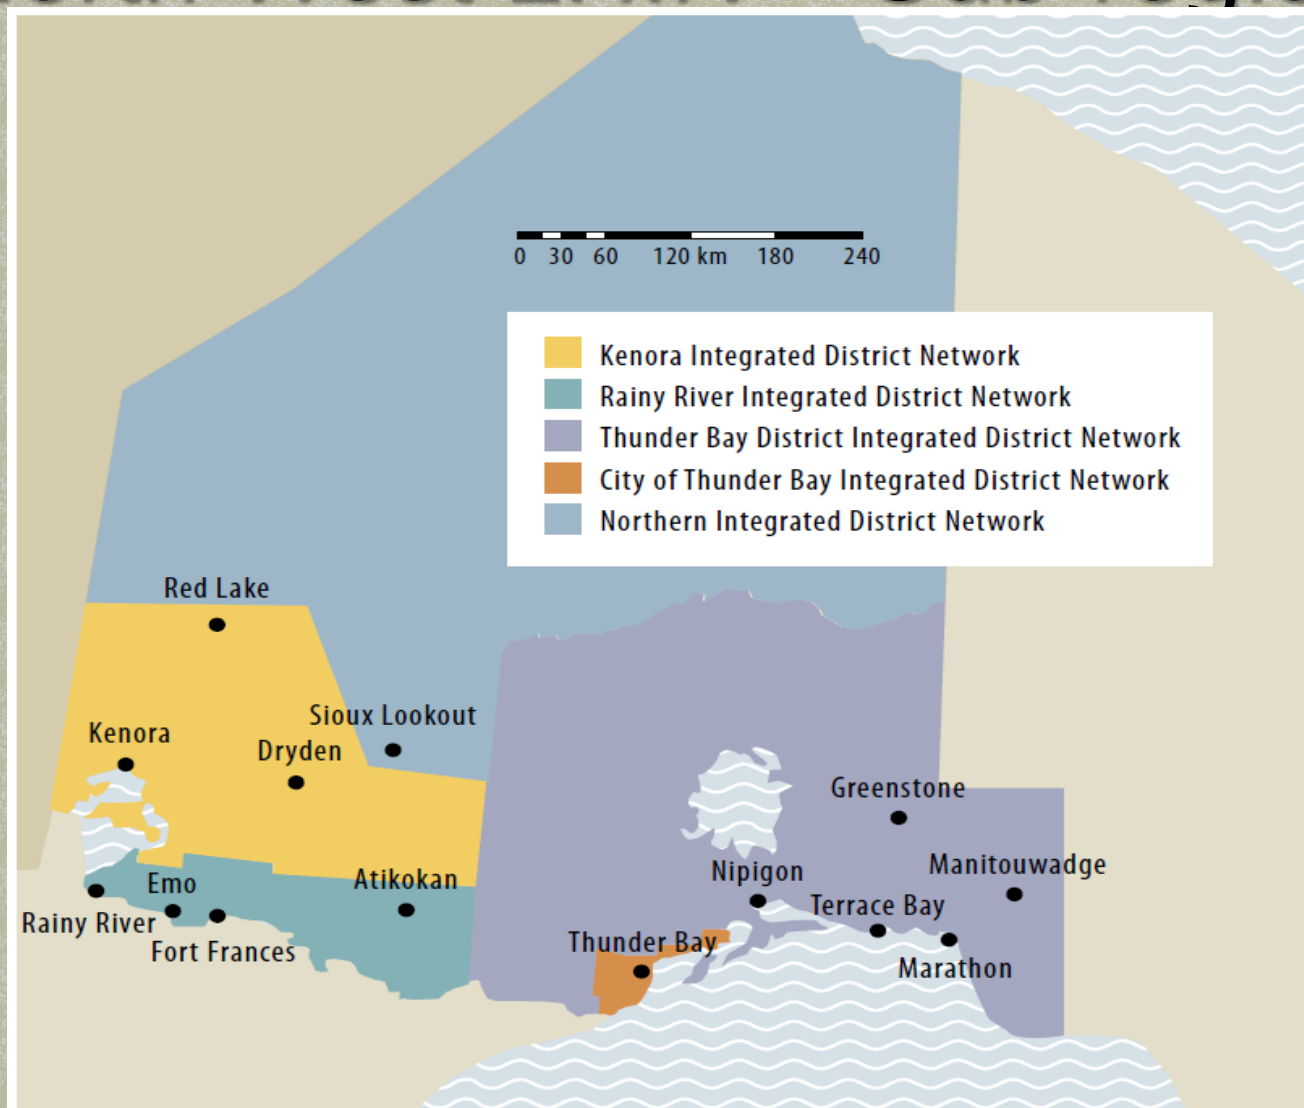 0 30 60 120 km 180 240
Kenora Integrated District Network
Rainy River Integrated District Network
Thunder Bay District Integrated District Network
City of Thunder Bay Integrated District Network
Northern Integrated District Network
Red Lake
Sioux Lookout
Kenora
Dryden
Greenstone
Manitouwadge
Nipigon
Atikokan
Emo
Terrace Bay
Rainy River
Thunder Bay
Fort Frances
Marathon